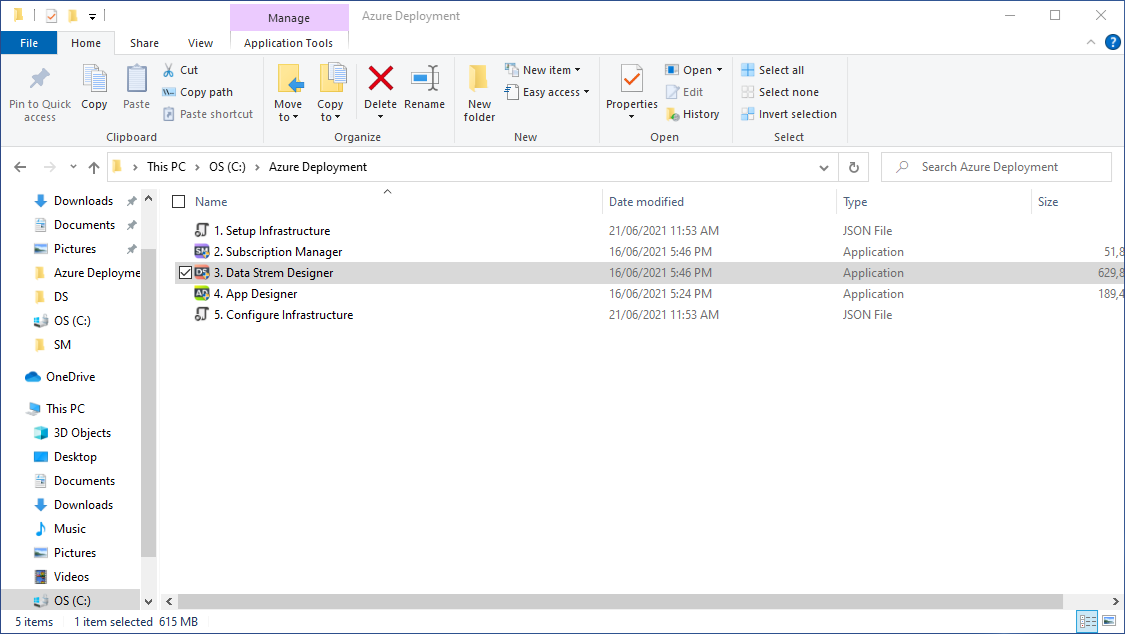 Manage
Azure Deployment
File
Home
Share
View
Application Tools
Pin to Quick access
Copy
Paste
Cut
Copy path
Paste shortcut
Clipboard
Move to
Copy to
Delete
Rename
Organize
New folder
New item
Easy access
New
Properties
Open
Edit
History
Open
Select all
Select none
Invert selection
Select
This PC > OS (C:) > Azure Deployment
Search Azure Deployment
Downloads
Documents
Pictures
Azure Deployme
DS
OS (C:)
SM
OneDrive
This PC
3D Objects
Desktop
Documents
Downloads
Music
Pictures
Videos
OS (C:)
Name Date modified Type Size
1. Setup Infrastructure 21/06/2021 11:53 AM JSON File
SM 2. Subscription Manager 16/06/2021 5:46 PM Application 51,8
DS 3. Data Strem Designer 16/06/2021 5:46 PM Application 629,8
AD 4. App Designer 16/06/2021 5:24 PM Application 189,4
5. Configure Infrastructure 21/06/2021 11:53 AM JSON File
5 items 1 item selected 615 MB